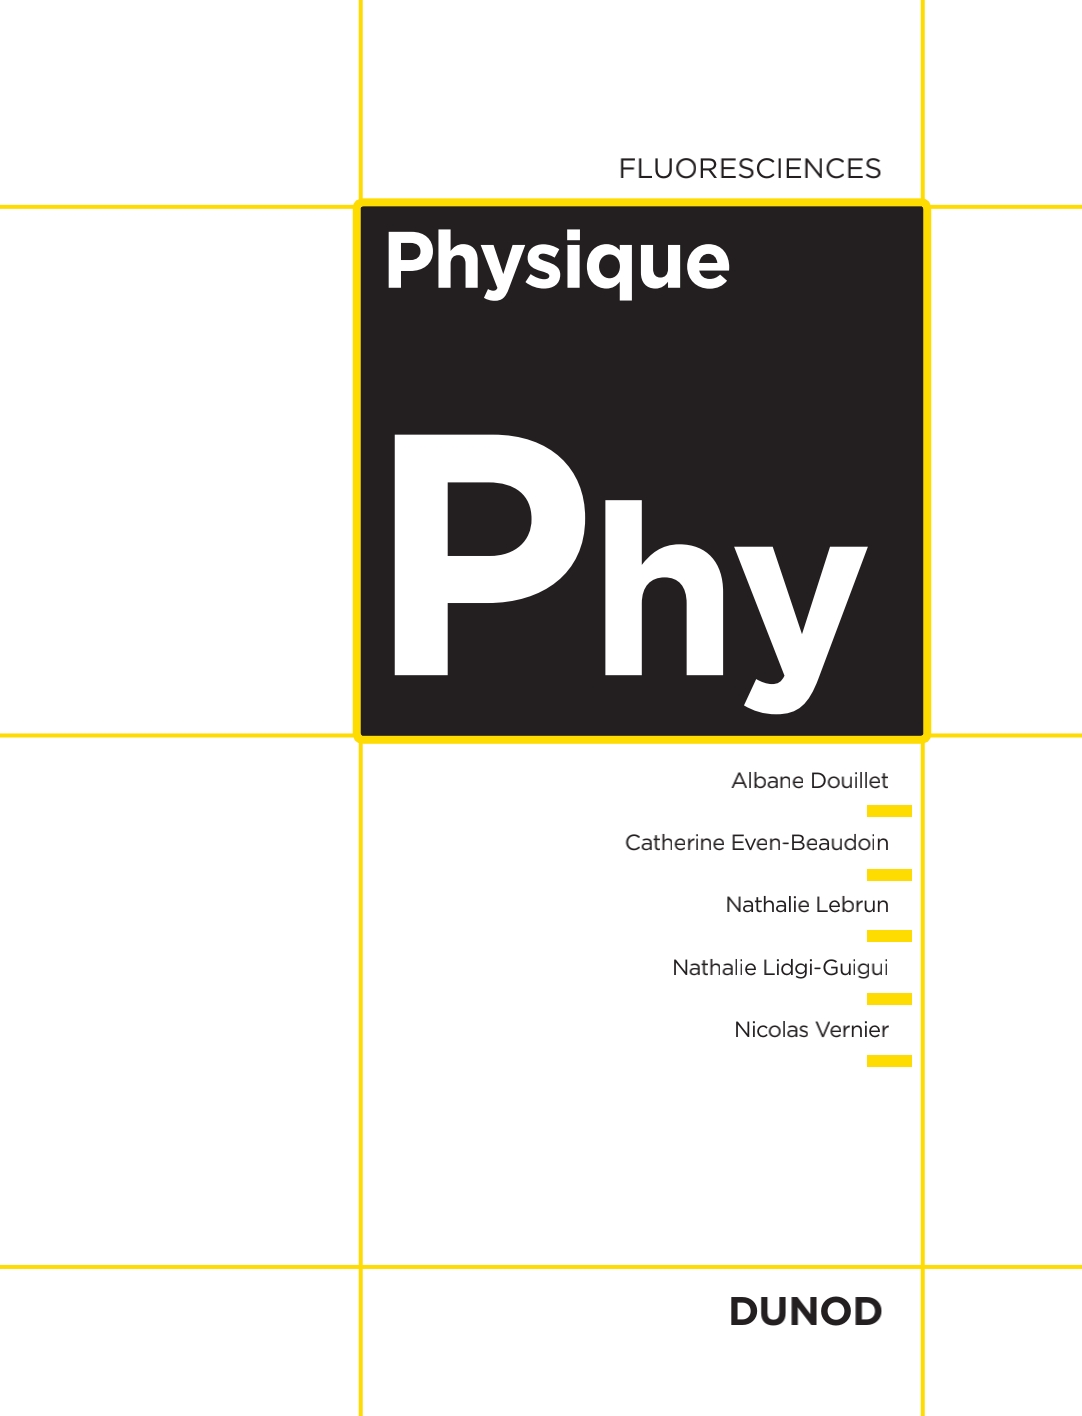 FLUORESCIENCES
Physique
Phy
Albane Douillet
Catherine Even-Beaudoin
Nathalie Lebrun
Nathalie Lidgi-Guigui
Nicolas Vernier
DUNOD